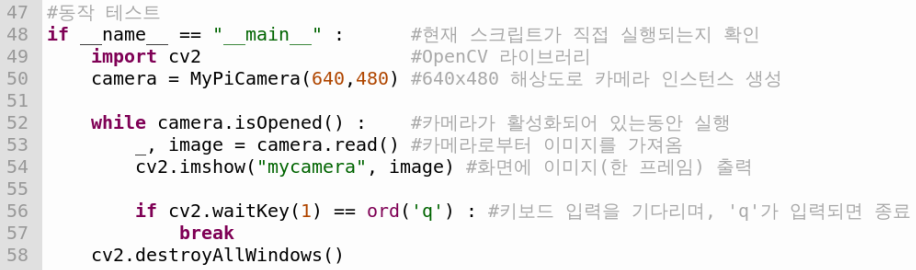 47 #동작 테스트
48 if __name__ == "__main__" :      #현재 스크립트가 직접 실행되는지 확인
49     import cv2                   #OpenCV 라이브러리
50     camera = MyPiCamera(640,480) #640x480 해상도로 카메라 인스턴스 생성
51
52     while camera.isOpened() :    #카메라가 활성화되어 있는동안 실행
53         _, image = camera.read() #카메라로부터 이미지를 가져옴
54         cv2.imshow("mycamera", image) #화면에 이미지(한 프레임) 출력
55
56         if cv2.waitKey(1) == ord('q') : #키보드 입력을 기다리며, 'q'가 입력되면 종료
57             break
58     cv2.destroyAllWindows()